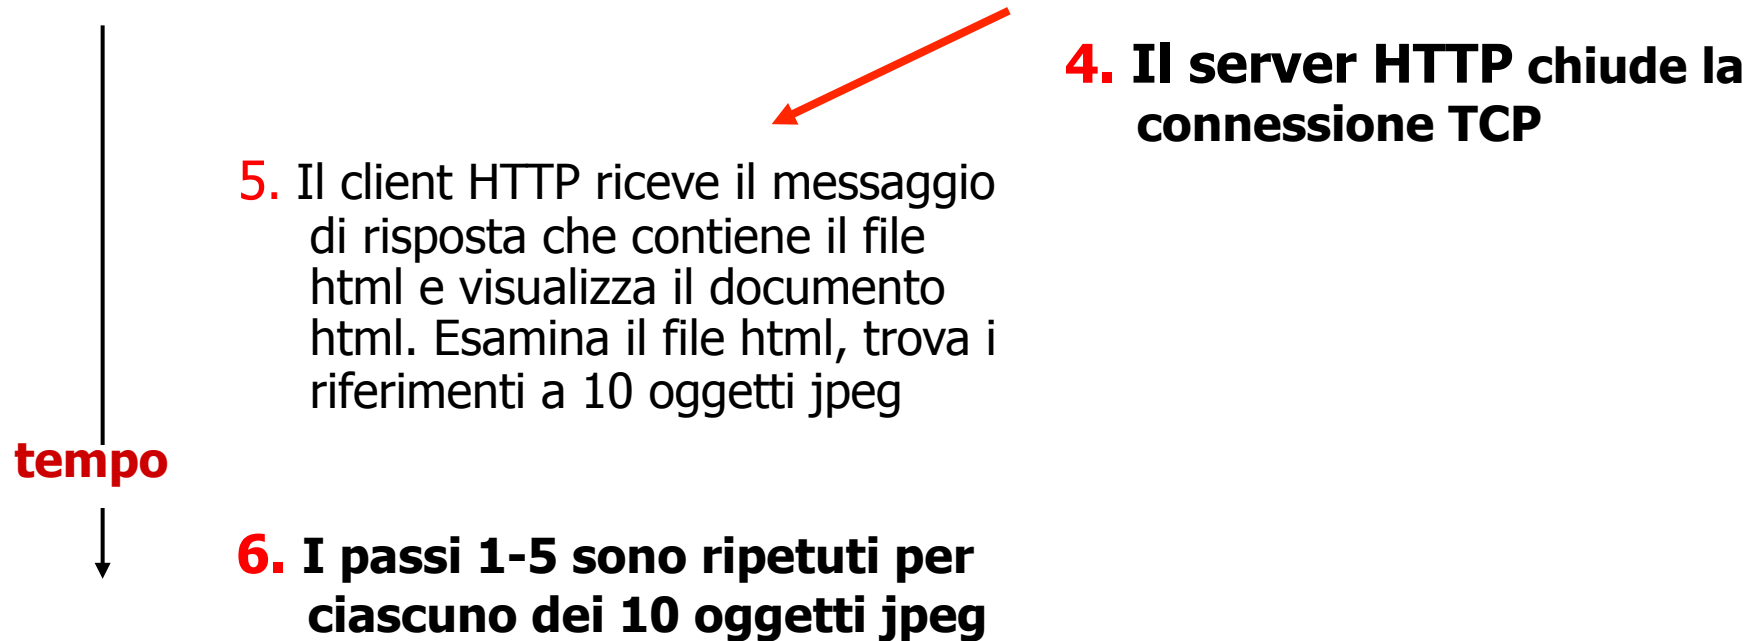 4. Il server HTTP chiude la
connessione TCP
5. Il client HTTP riceve il messaggio
di risposta che contiene il file
html e visualizza il documento
html. Esamina il file html, trova i
riferimenti a 10 oggetti jpeg
tempo
6. I passi 1-5 sono ripetuti per
ciascuno dei 10 oggetti jpeg